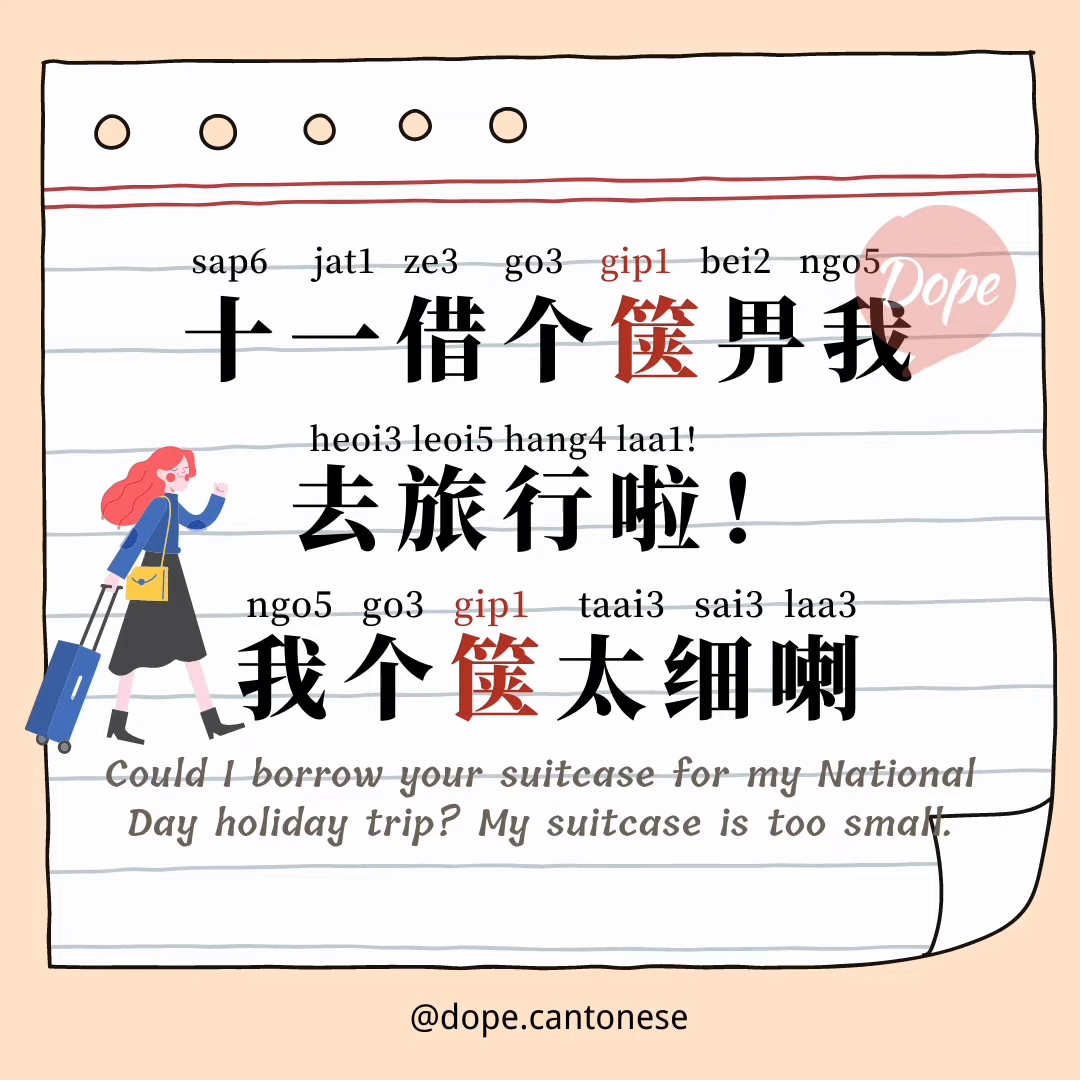 sap6 jat1 ze3 go3 gip1 bei2 ngo5
十一借个箧畀我
Dope
heoi3 leoi5 hang4 laa1!
去旅行啦！
ngo5 go3 gip1 taai3 sai3 laa3
我个箧太细喇
Could I borrow your suitcase for my National
Day holiday trip? My suitcase is too small.
@dope.cantonese